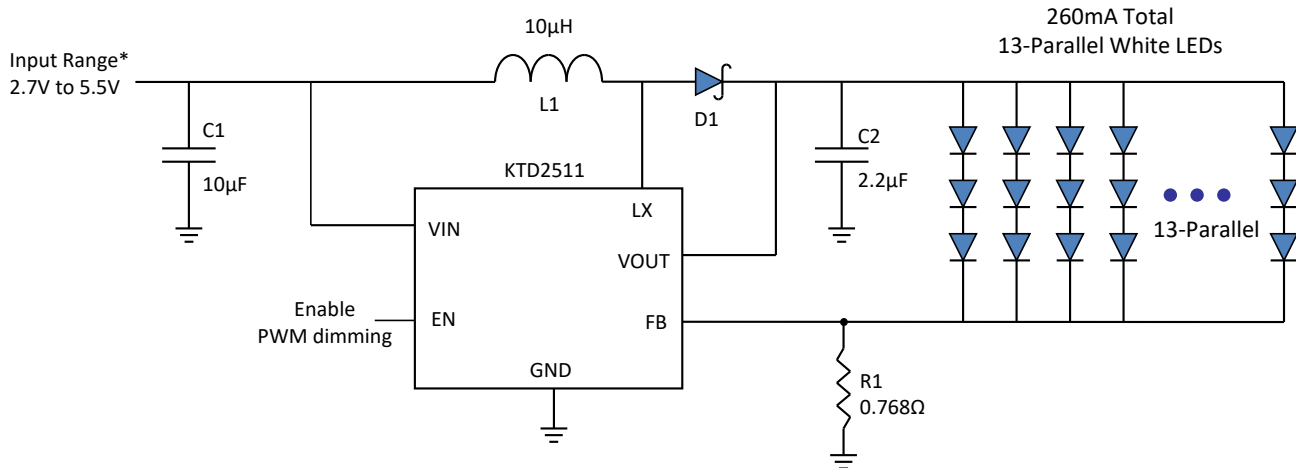 260mA Total
13-Parallel White LEDs
10µH
Input Range*
2.7V to 5.5V
L1
D1
C1
10µF
C2
2.2µF
KTD2511
LX
VIN
VOUT
13-Parallel
Enable
PWM dimming
EN
FB
GND
R1
0.768Ω